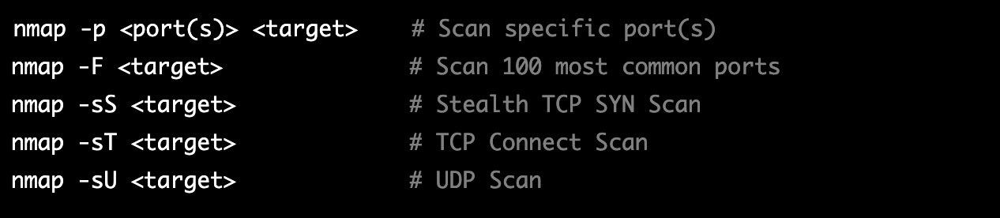 nmap -p <port(s)> <target>    # Scan specific port(s)
nmap -F <target>              # Scan 100 most common ports
nmap -sS <target>             # Stealth TCP SYN Scan
nmap -sT <target>             # TCP Connect Scan
nmap -sU <target>             # UDP Scan